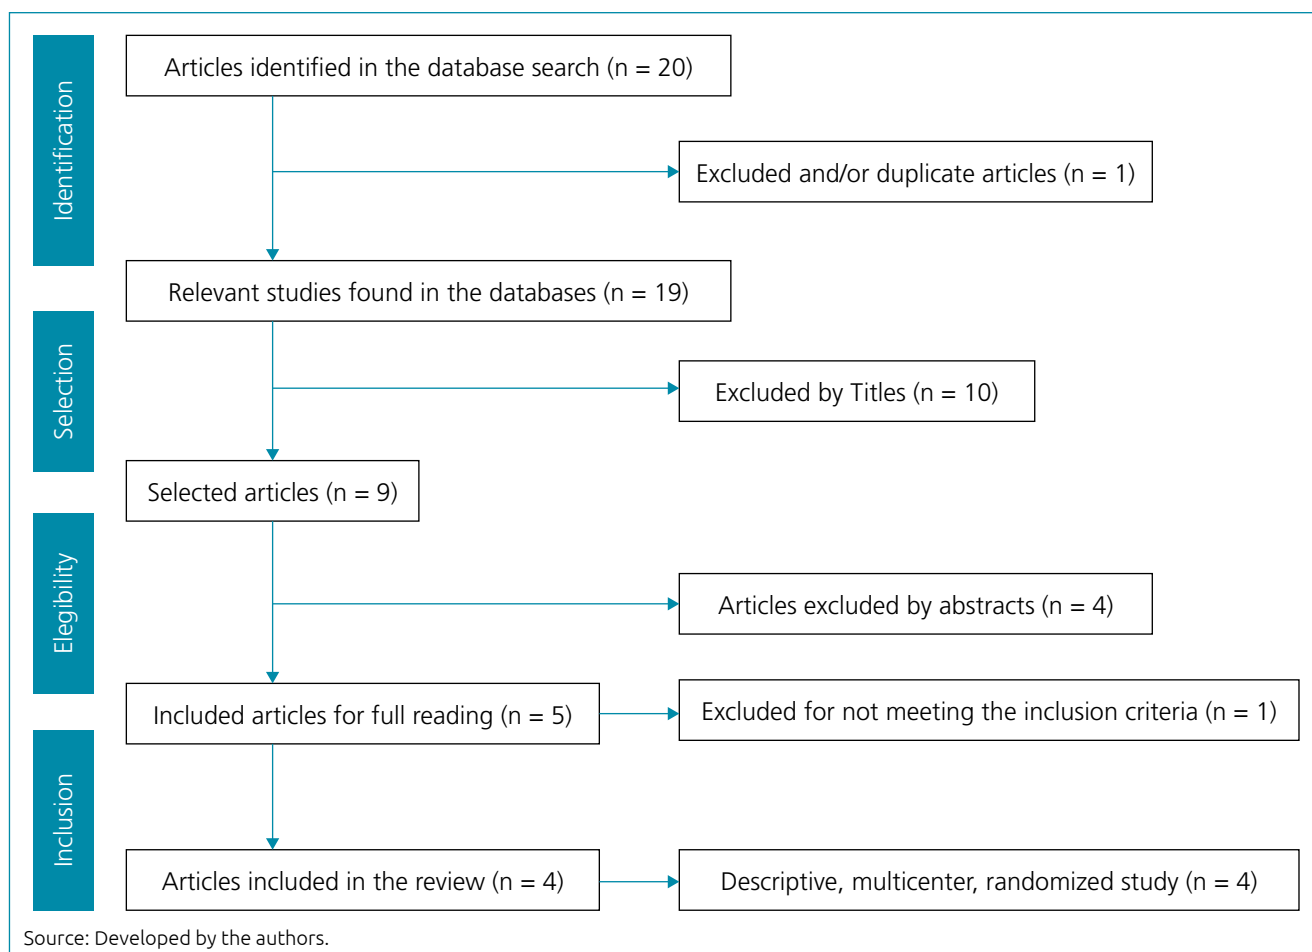 Identification
Articles identified in the database search (n = 20)
Excluded and/or duplicate articles (n = 1)
Relevant studies found in the databases (n = 19)
Selection
Excluded by Titles (n = 10)
Selected articles (n = 9)
Elegibility
Articles excluded by abstracts (n = 4)
Included articles for full reading (n = 5)
Excluded for not meeting the inclusion criteria (n = 1)
Inclusion
Articles included in the review (n = 4)
Descriptive, multicenter, randomized study (n = 4)
Source: Developed by the authors.